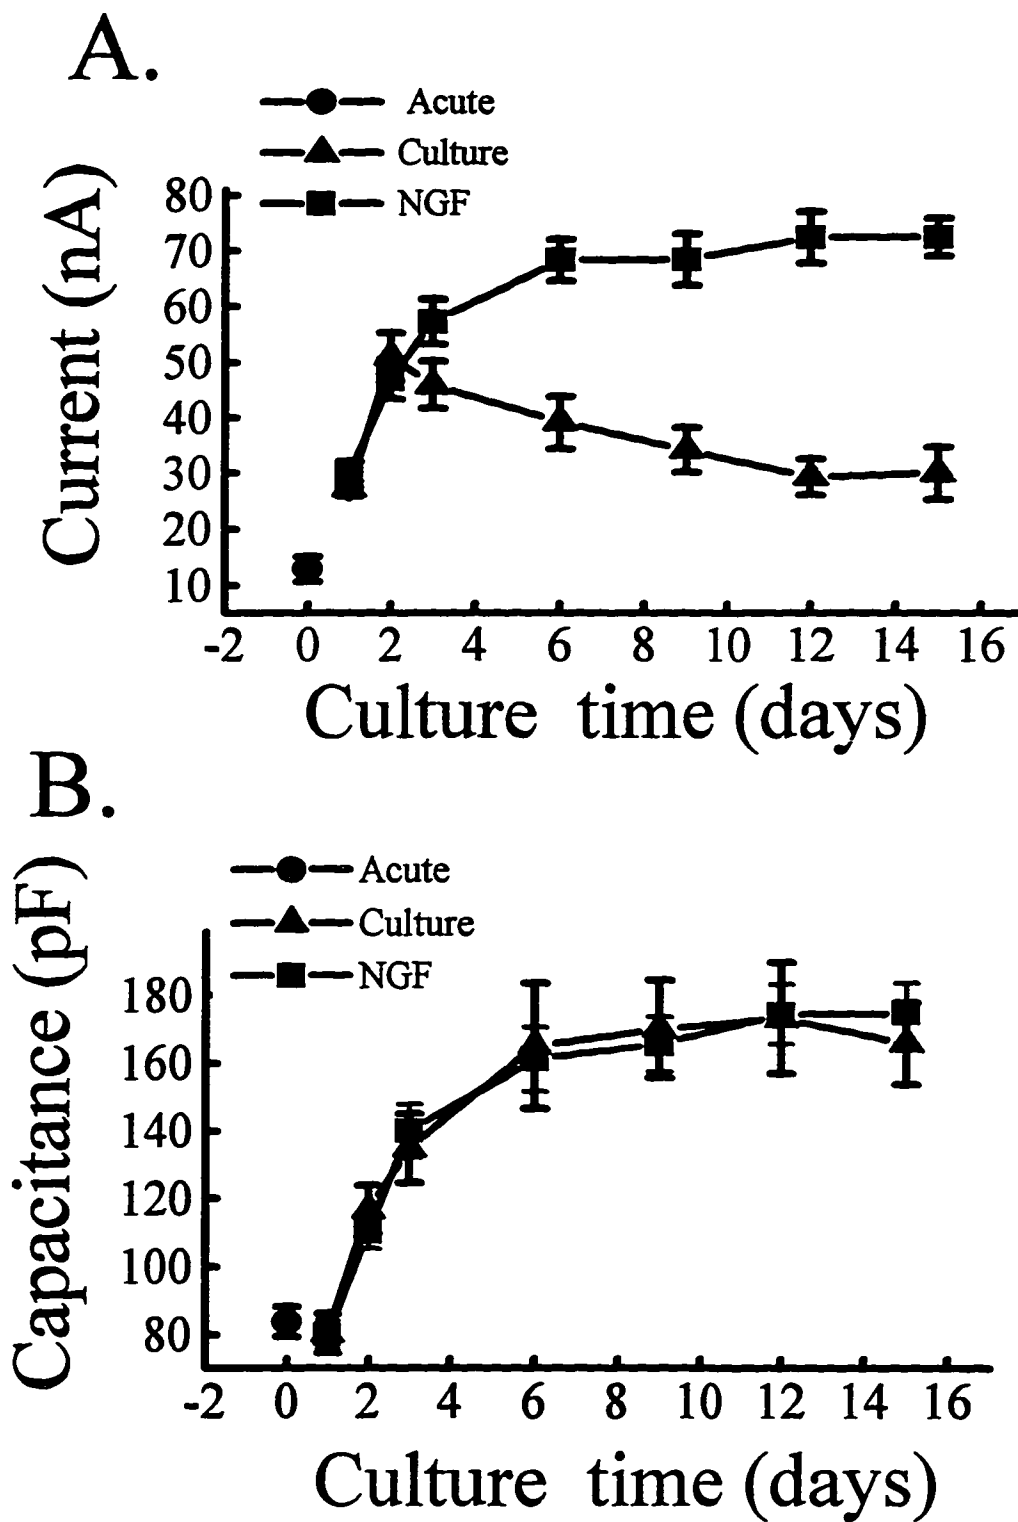 A.
Acute
Culture
NGF
Current (nA)
80
70
60
50
40
30
20
10
-2 0 2 4 6 8 10 12 14 16
Culture time (days)
B.
Acute
Culture
NGF
Capacitance (pF)
180
160
140
120
100
80
-2 0 2 4 6 8 10 12 14 16
Culture time (days)